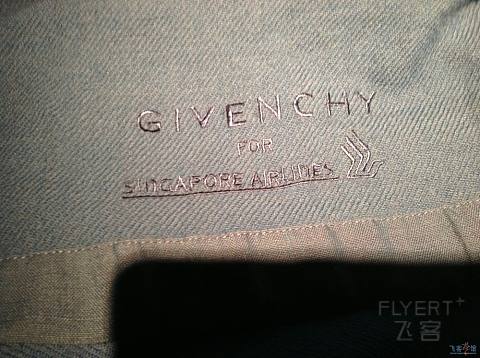 GIVENCHY
FOR
SINGAPORE AIRLINES
FLYERT+
飞客